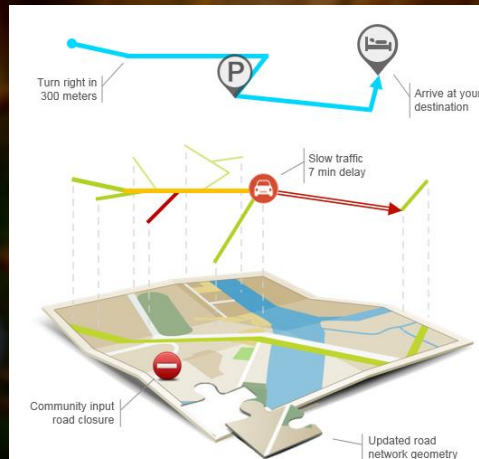 P
Turn right in
300 meters
Arrive at your
destination
Slow traffic
7 min delay
Community input
road closure
Updated road
network geometry